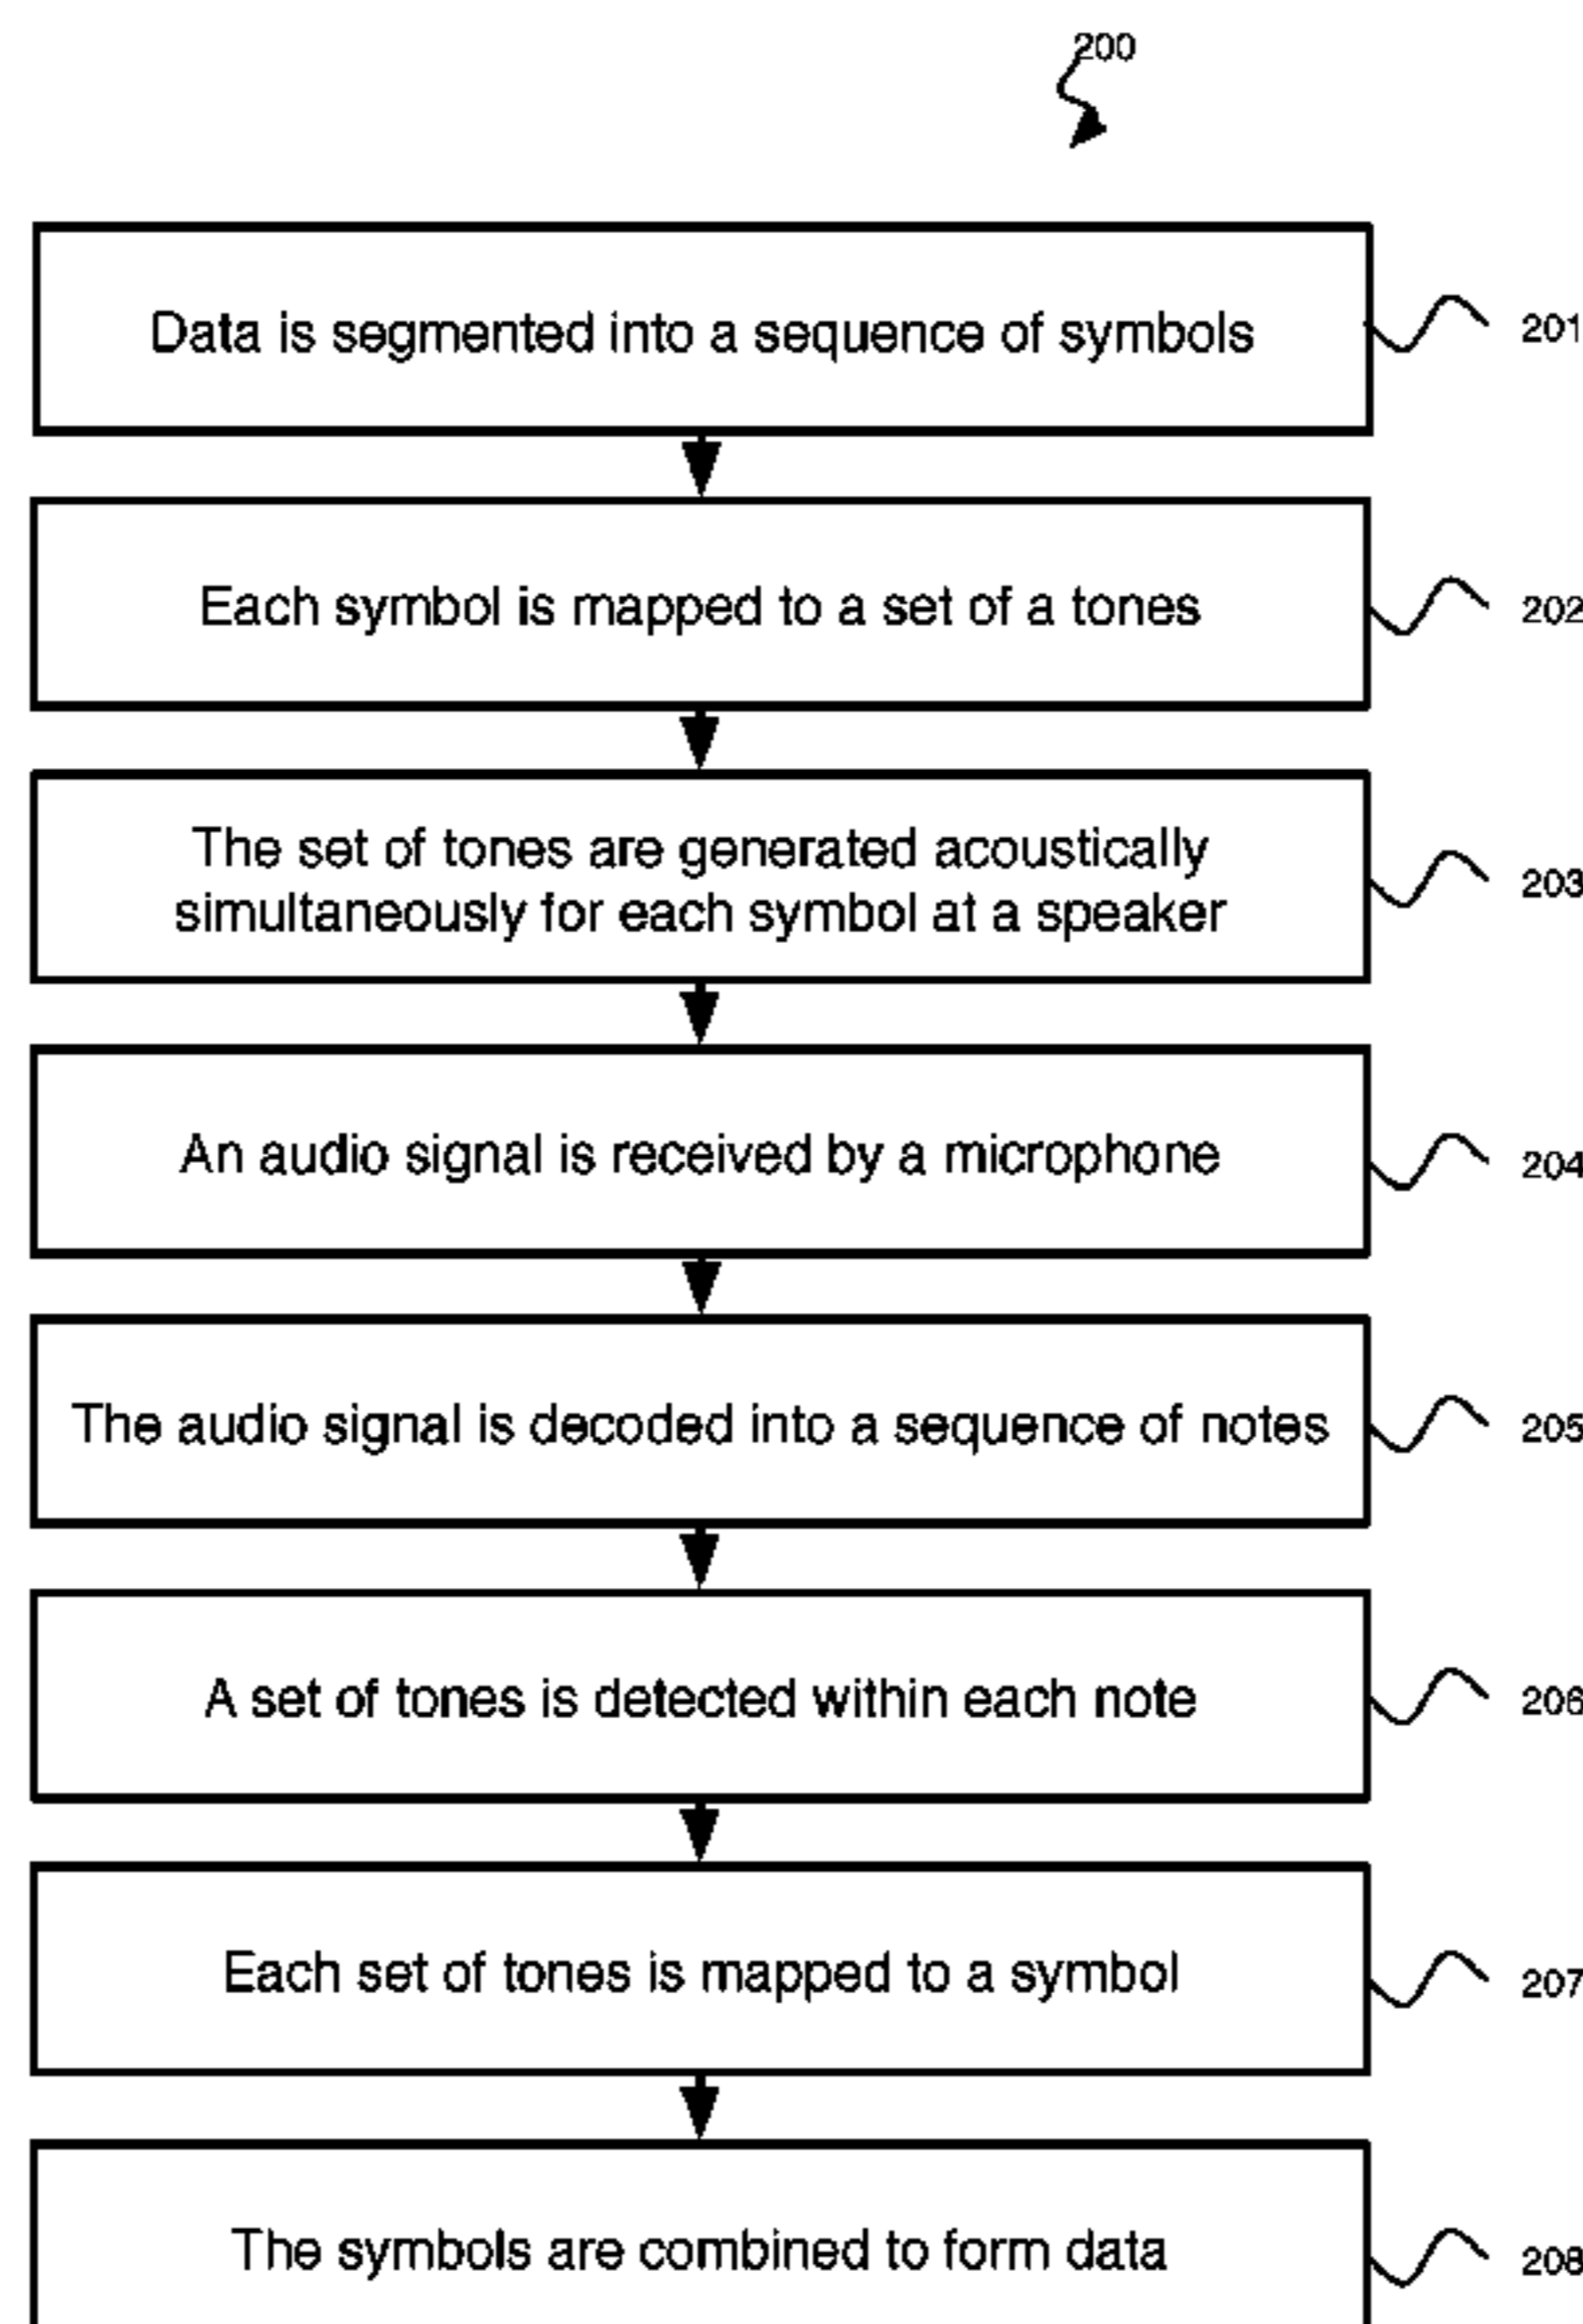 200
Data is segmented into a sequence of symbols
201
Each symbol is mapped to a set of a tones
202
The set of tones are generated acoustically
simultaneously for each symbol at a speaker
203
An audio signal is received by a microphone
204
The audio signal is decoded into a sequence of notes
205
A set of tones is detected within each note
206
Each set of tones is mapped to a symbol
207
The symbols are combined to form data
208